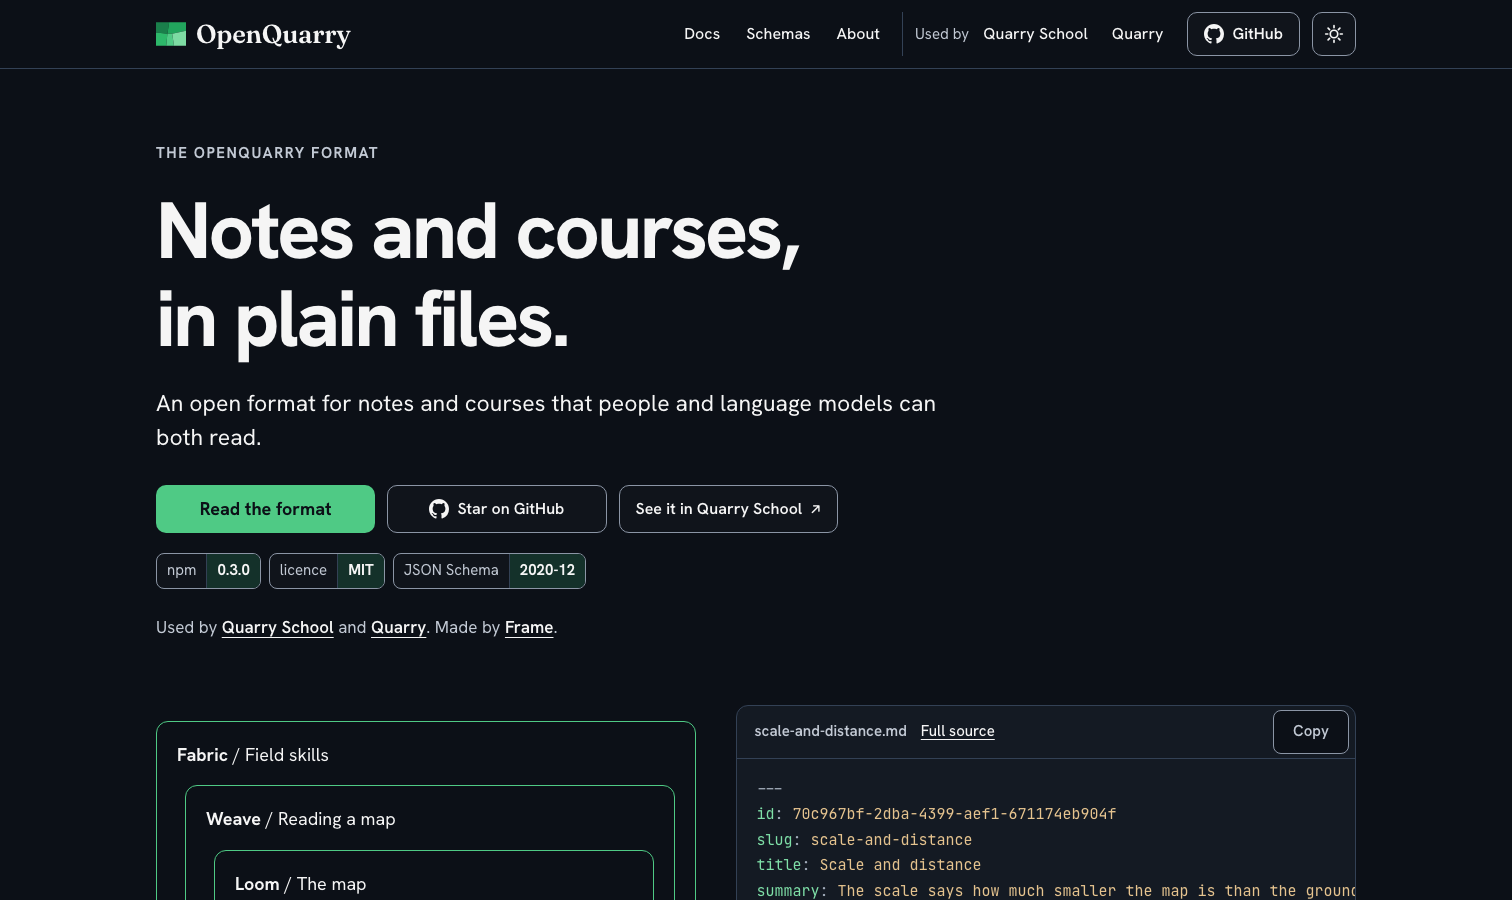 OpenQuarry
Docs
Schemas
About
Used by
Quarry School
Quarry
GitHub
THE OPENQUARRY FORMAT
Notes and courses,
in plain files.
An open format for notes and courses that people and language models can
both read.
Read the format
Star on GitHub
See it in Quarry School ↗
npm 0.3.0
licence MIT
JSON Schema 2020-12
Used by Quarry School and Quarry. Made by Frame.
Fabric / Field skills
Weave / Reading a map
Loom / The map
scale-and-distance.md
Full source
Copy
---
id: 70c967bf-2dba-4399-aef1-671174eb904f
slug: scale-and-distance
title: Scale and distance
summary: The scale says how much smaller the map is than the ground